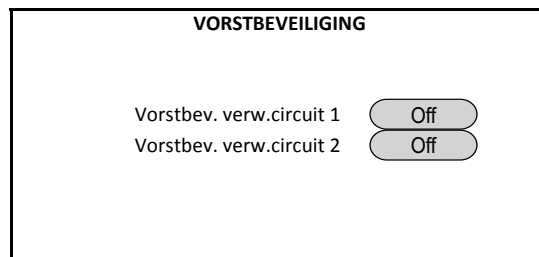 VORSTBEVEILIGING
Vorstbev. verw.circuit 1 Off
Vorstbev. verw.circuit 2 Off